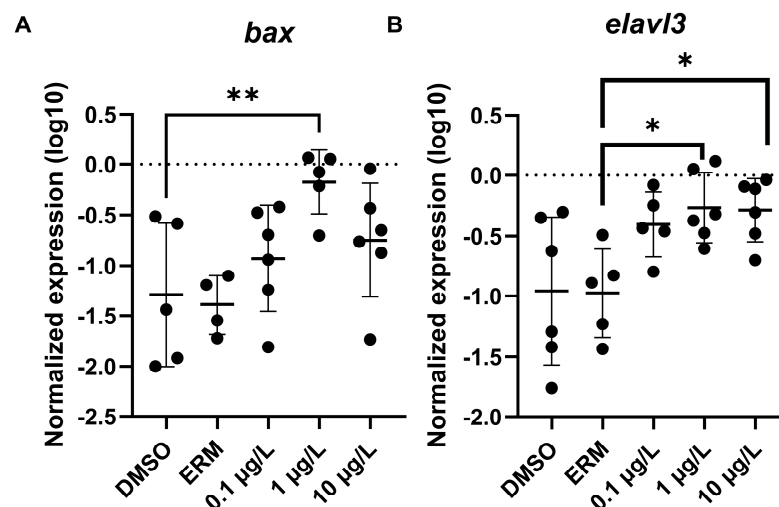 A
bax
**
Normalized expression (log10)
0.5
0.0
-0.5
-1.0
-1.5
-2.0
-2.5
DMSO
ERM
0.1 µg/L
1 µg/L
10 µg/L
B
elavl3
*
*
Normalized expression (log10)
0.5
0.0
-0.5
-1.0
-1.5
-2.0
DMSO
ERM
0.1 µg/L
1 µg/L
10 µg/L